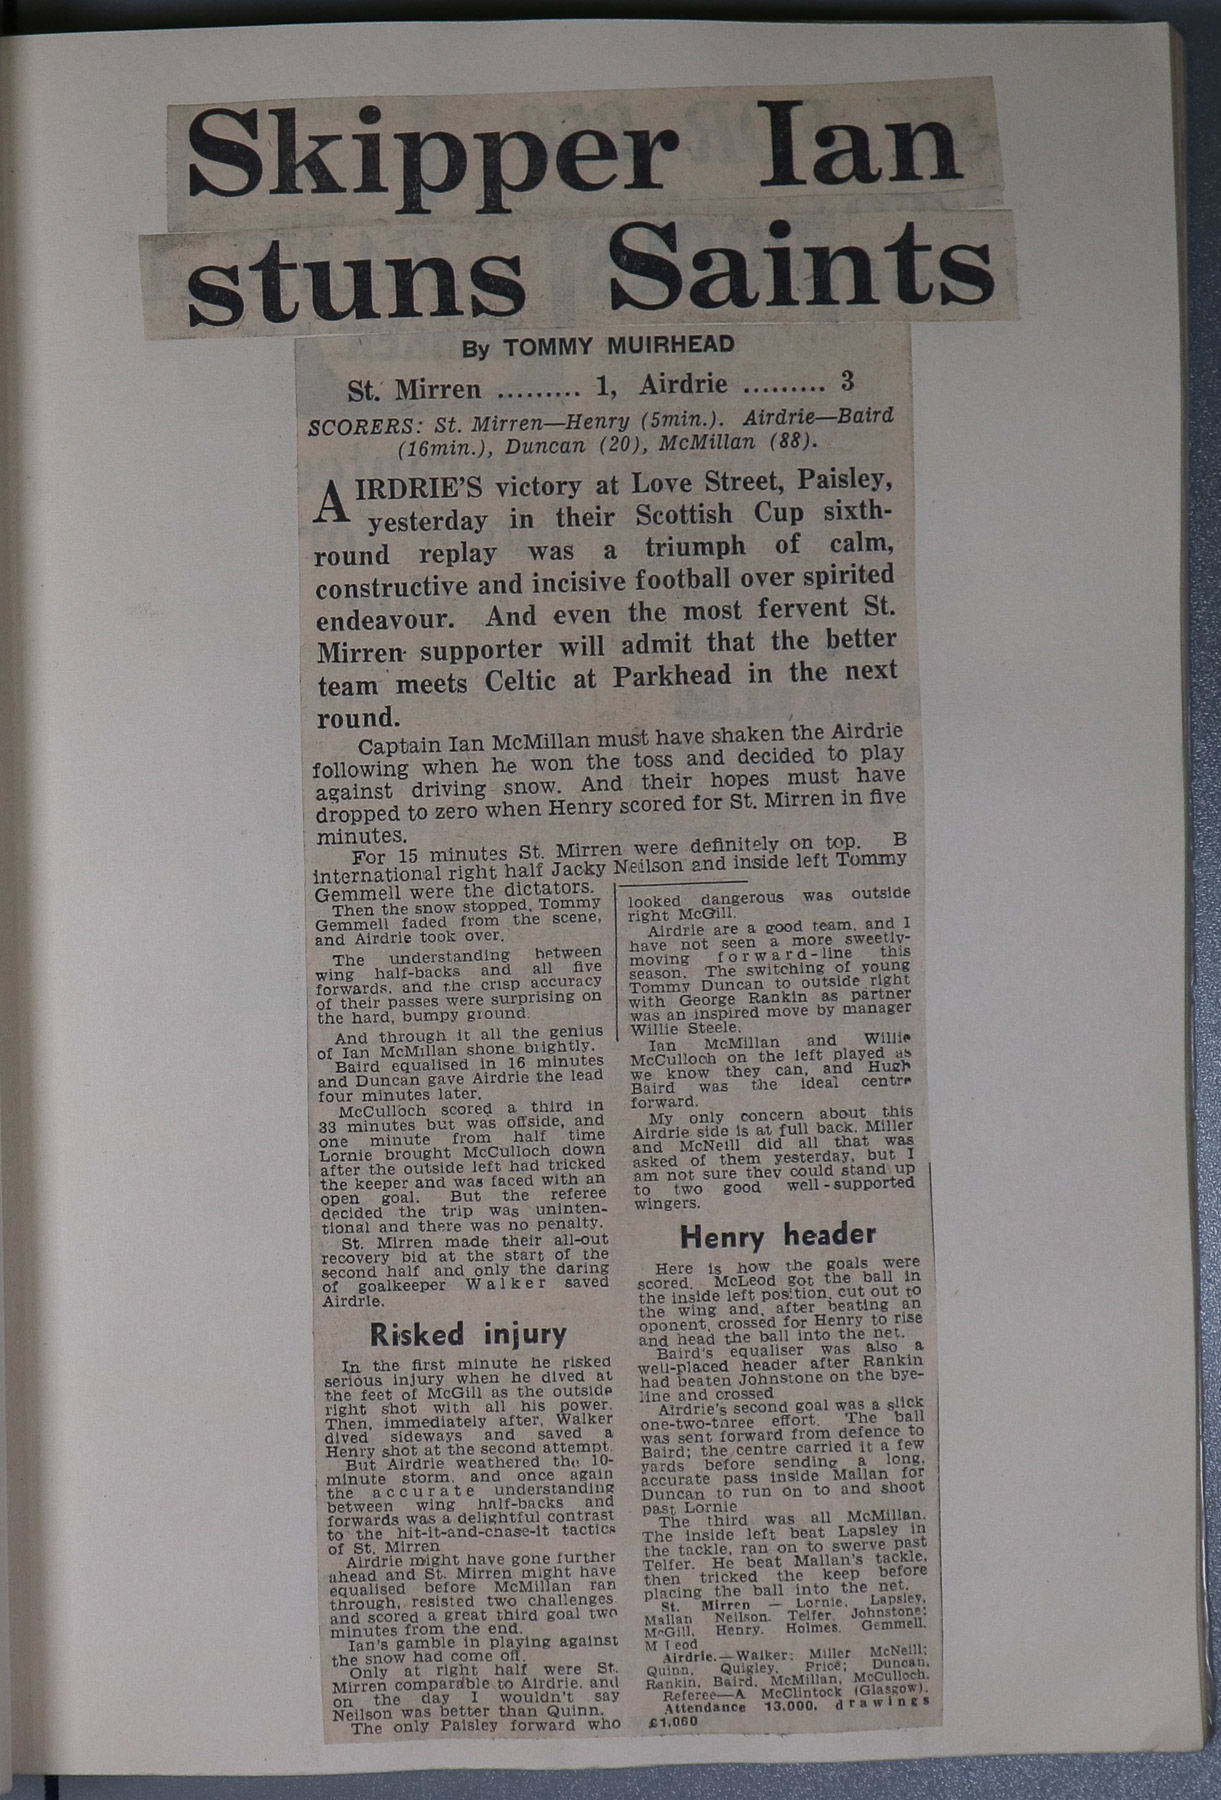 Skipper Ian
stuns Saints
By TOMMY MUIRHEAD
St. Mirren ......... 1, Airdrie ......... 3
SCORERS: St. Mirren—Henry (5min.). Airdrie—Baird
(16min.), Duncan (20), McMillan (88).
AIRDRIE'S victory at Love Street, Paisley,
yesterday in their Scottish Cup sixth-
round replay was a triumph of calm,
constructive and incisive football over spirited
endeavour. And even the most fervent St.
Mirren supporter will admit that the better
team meets Celtic at Parkhead in the next
round.
Captain Ian McMillan must have shaken the Airdrie
following when he won the toss and decided to play
against driving snow. And their hopes must have
dropped to zero when Henry scored for St. Mirren in five
minutes.
For 15 minutes St. Mirren were definitely on top. B
international right half Jacky Neilson and inside left Tommy
Gemmell were the dictators.
Then the snow stopped, Tommy
Gemmell faded from the scene,
and Airdrie took over.
The understanding between
wing half-backs and all five
forwards, and the crisp accuracy
of their passes were surprising on
the hard, bumpy ground.
And through it all the genius
of Ian McMillan shone brightly.
Baird equalised in 16 minutes
and Duncan gave Airdrie the lead
four minutes later.
McCulloch scored a third in
33 minutes but was offside, and
one minute from half time
Lornie brought McCulloch down
after the outside left had tricked
the keeper and was faced with an
open goal. But the referee
decided the trip was uninten-
tional and there was no penalty.
St. Mirren made their all-out
recovery bid at the start of the
second half and only the daring
of goalkeeper Walker saved
Airdrie.
Risked injury
In the first minute he risked
serious injury when he dived at
the feet of McGill as the outside
right shot with all his power.
Then, immediately after, Walker
dived sideways and saved a
Henry shot at the second attempt.
But Airdrie weathered the 10-
minute storm, and once again
the accurate understanding
between wing half-backs and
forwards was a delightful contrast
to the hit-it-and-chase-it tactics
of St. Mirren
Airdrie might have gone further
ahead and St. Mirren might have
equalised before McMillan ran
through, resisted two challenges
and scored a great third goal two
minutes from the end.
Ian's gamble in playing against
the snow had come off.
Only at right half were St.
Mirren comparable to Airdrie, and
on the day I wouldn't say
Neilson was better than Quinn.
The only Paisley forward who
looked dangerous was outside
right McGill.
Airdrie are a good team, and I
have not seen a more sweetly-
moving forward-line this
season. The switching of young
Tommy Duncan to outside right
with George Rankin as partner
was an inspired move by manager
Willie Steele.
Ian McMillan and Willie
McCulloch on the left played as
we know they can, and Hugh
Baird was the ideal centre
forward.
My only concern about this
Airdrie side is at full back. Miller
and McNeill did all that was
asked of them yesterday, but I
am not sure they could stand up
to two good well-supported
wingers.
Henry header
Here is how the goals were
scored. McLeod got the ball in
the inside left position, cut out to
the wing and, after beating an
oponent, crossed for Henry to rise
and head the ball into the net.
Baird's equaliser was also a
well-placed header after Rankin
had beaten Johnstone on the bye-
line and crossed
Airdrie's second goal was a slick
one-two-three effort. The ball
was sent forward from defence to
Baird; the centre carried it a few
yards before sending a long,
accurate pass inside Mallan for
Duncan to run on to and shoot
past Lornie
The third was all McMillan.
The inside left beat Lapsley in
the tackle, ran on to swerve past
Telfer. He beat Mallan's tackle,
then tricked the keep before
placing the ball into the net.
St. Mirren — Lornie, Lapsley,
Mallan Neilson. Telfer Johnstone;
McGill, Henry. Holmes. Gemmell.
M Leod
Airdrie.—Walker; Miller McNeill;
Quinn, Quigley, Price; Duncan,
Rankin, Baird, McMillan, McCulloch.
Referee—A McClintock (Glasgow).
Attendance 13,000, drawings
£1,060